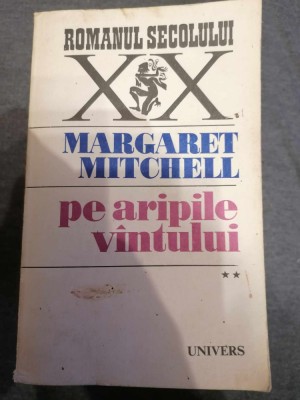 ROMANUL SECOLULUI
XX
MARGARET
MITCHELL
pe aripile
vîntului
**
UNIVERS